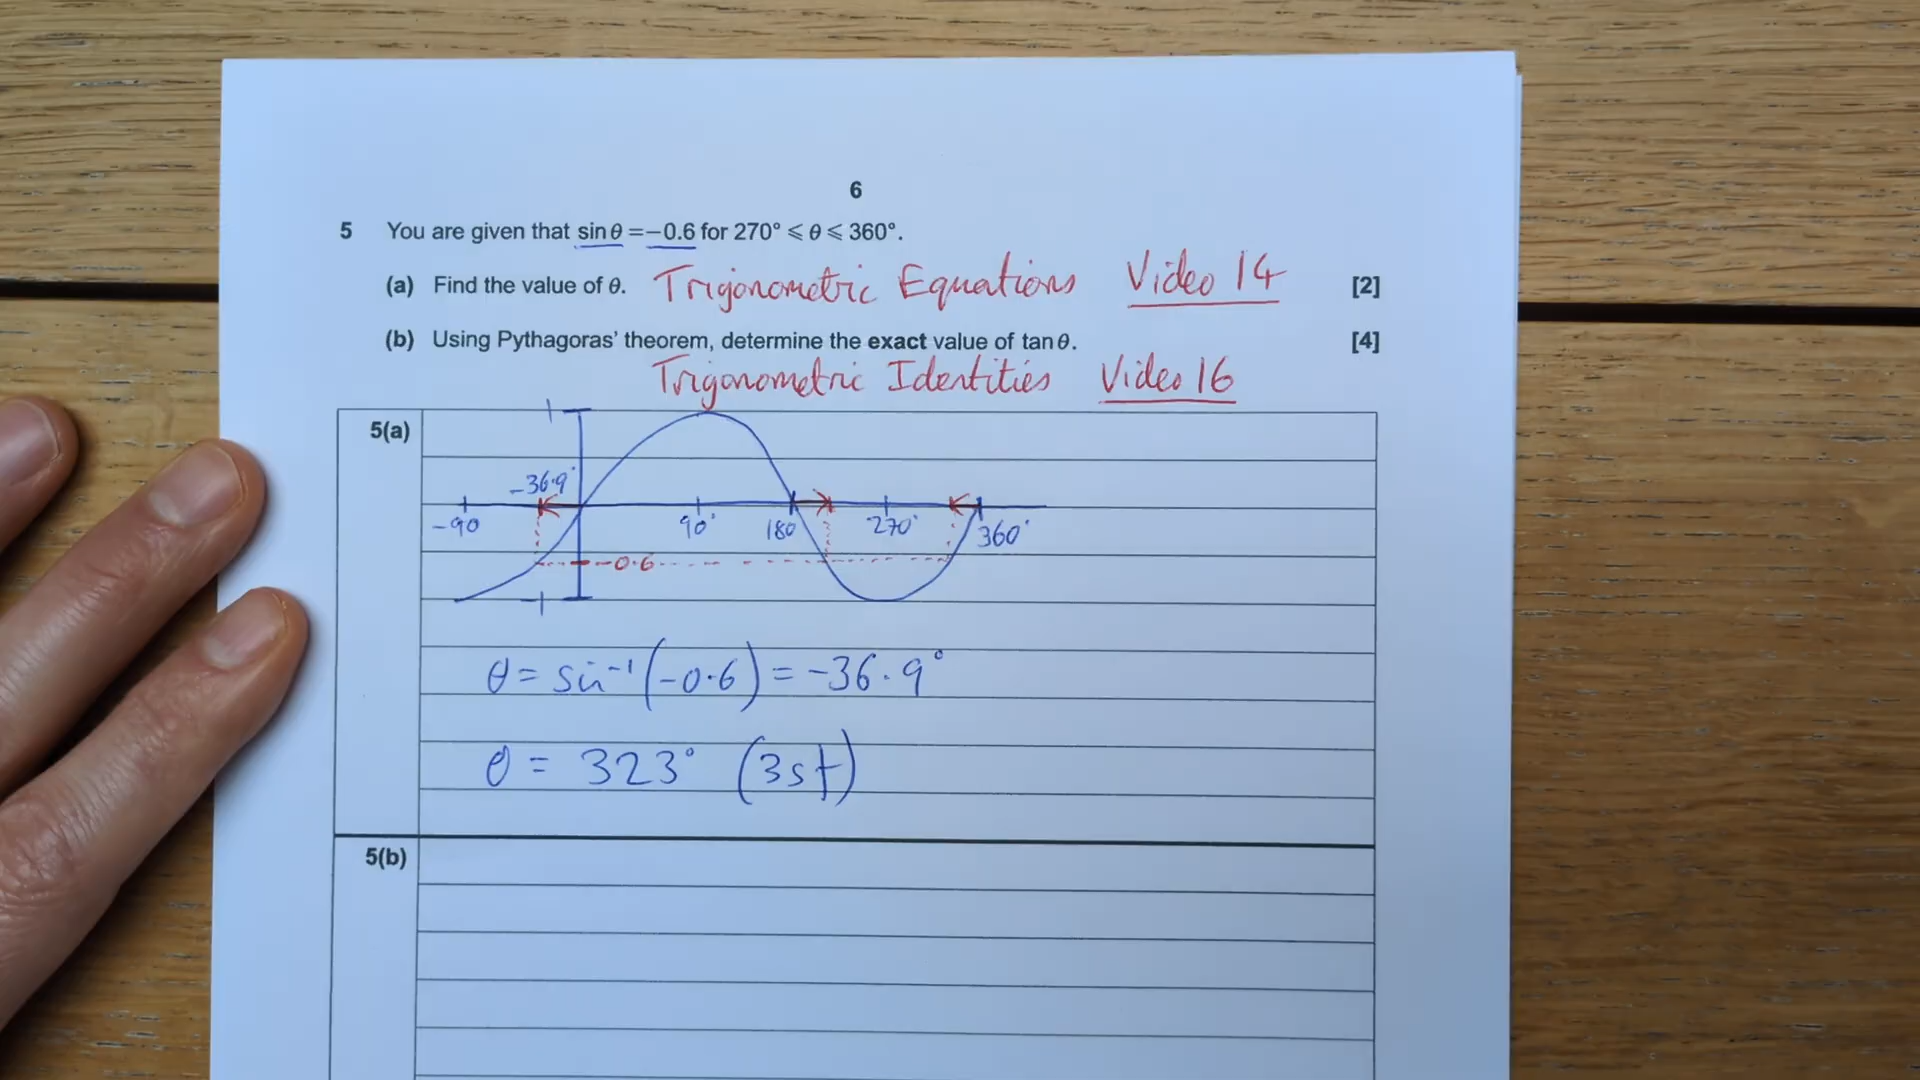 6
5 You are given that sin θ = −0.6 for 270° ⩽ θ ⩽ 360°.
(a) Find the value of θ. Trigonometric Equations Video 14 [2]
(b) Using Pythagoras' theorem, determine the exact value of tan θ. [4]
Trigonometric Identities Video 16
5(a)
1
-36.9°
-90 90° 180 270° 360°
-0.6
-1
θ = sin⁻¹(-0.6) = -36.9°
θ = 323° (3sf)
5(b)